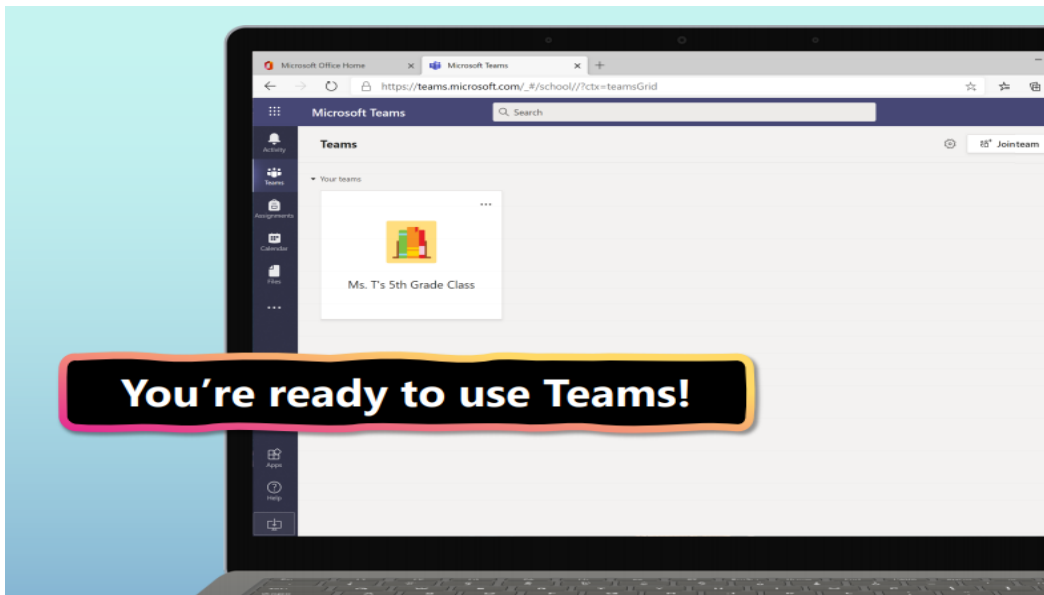 Microsoft Office Home
Microsoft Teams
https://teams.microsoft.com/_#/school//?ctx=teamsGrid
Microsoft Teams
Search
Activity
Teams
Join team
Teams
Your teams
Assignments
Calendar
Files
Ms. T's 5th Grade Class
You're ready to use Teams!
Apps
Help